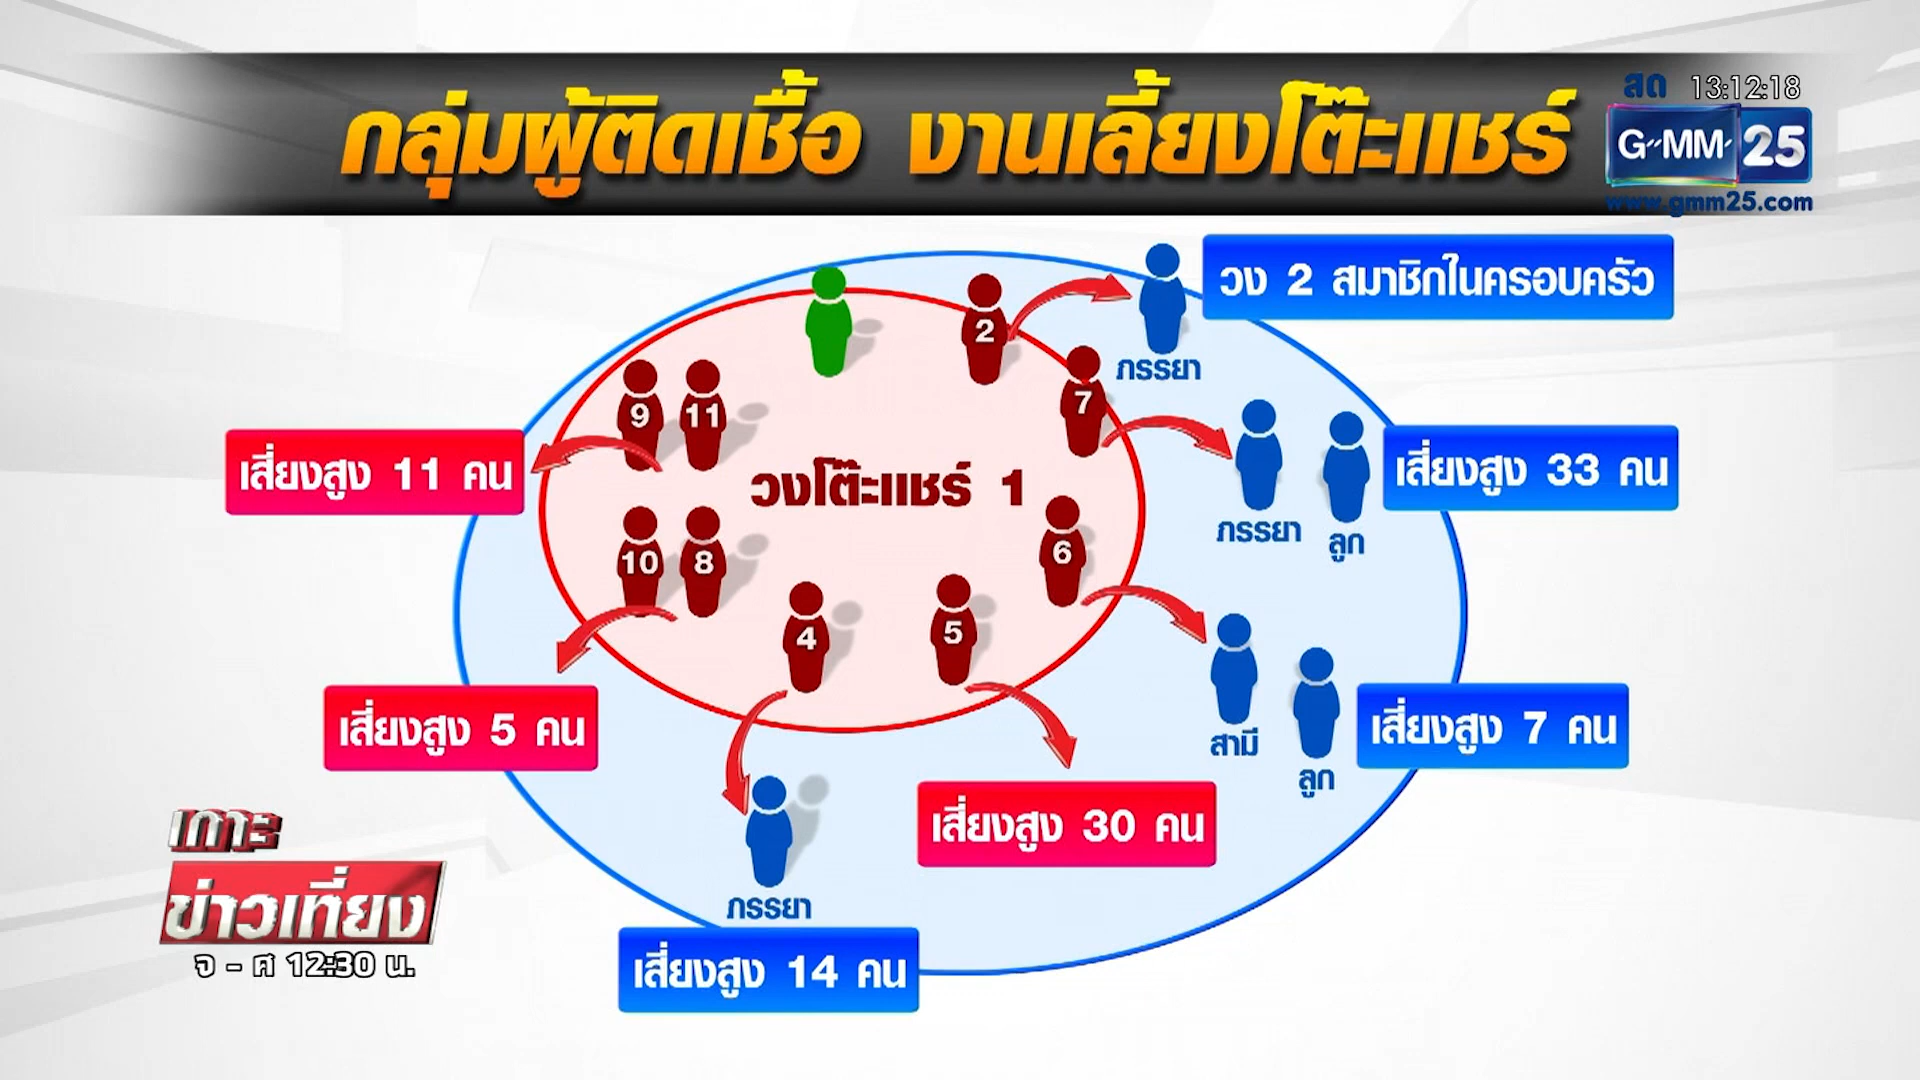 กลุ่มผู้ติดเชื้อ งานเลี้ยงโต๊ะแชร์
สด 13:12:18
GMM 25
www.gmm25.com
วง 2 สมาชิกในครอบครัว
2
ภรรยา
7
9 11
เสี่ยงสูง 11 คน
วงโต๊ะแชร์ 1
เสี่ยงสูง 33 คน
ภรรยา
ลูก
6
10 8
4
5
เสี่ยงสูง 5 คน
สามี
ลูก
เสี่ยงสูง 7 คน
เสี่ยงสูง 30 คน
ภรรยา
เสี่ยงสูง 14 คน
เกาะ
ข่าวเที่ยง
จ - ศ 12:30 น.